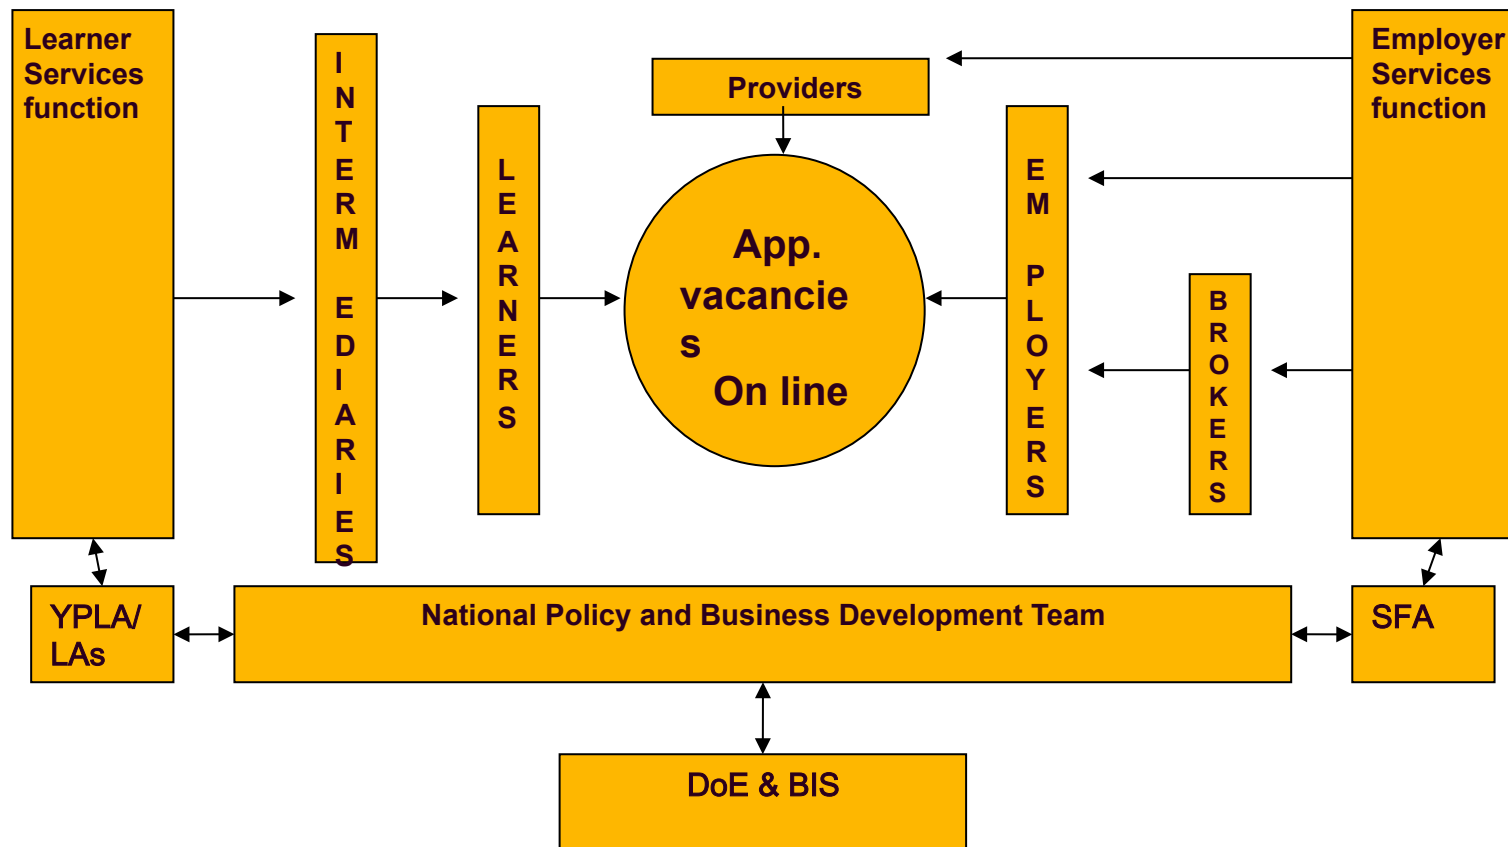 Learner
Services
function
INTERM EDIARIES
LEARNERS
Providers
App.
vacancie
s
On line
EM PLOYERS
BROKERS
Employer
Services
function
YPLA/
LAs
National Policy and Business Development Team
SFA
DoE & BIS